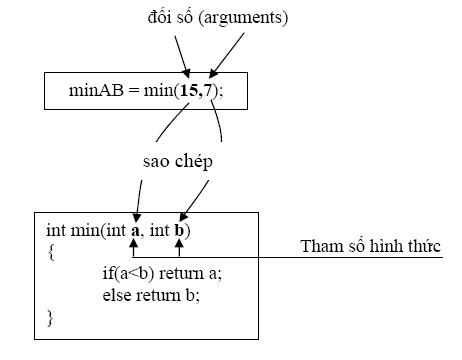 đối số (arguments)
minAB = min(15,7);
sao chép
int min(int a, int b)
{
if(a<b) return a;
else return b;
}
Tham số hình thức